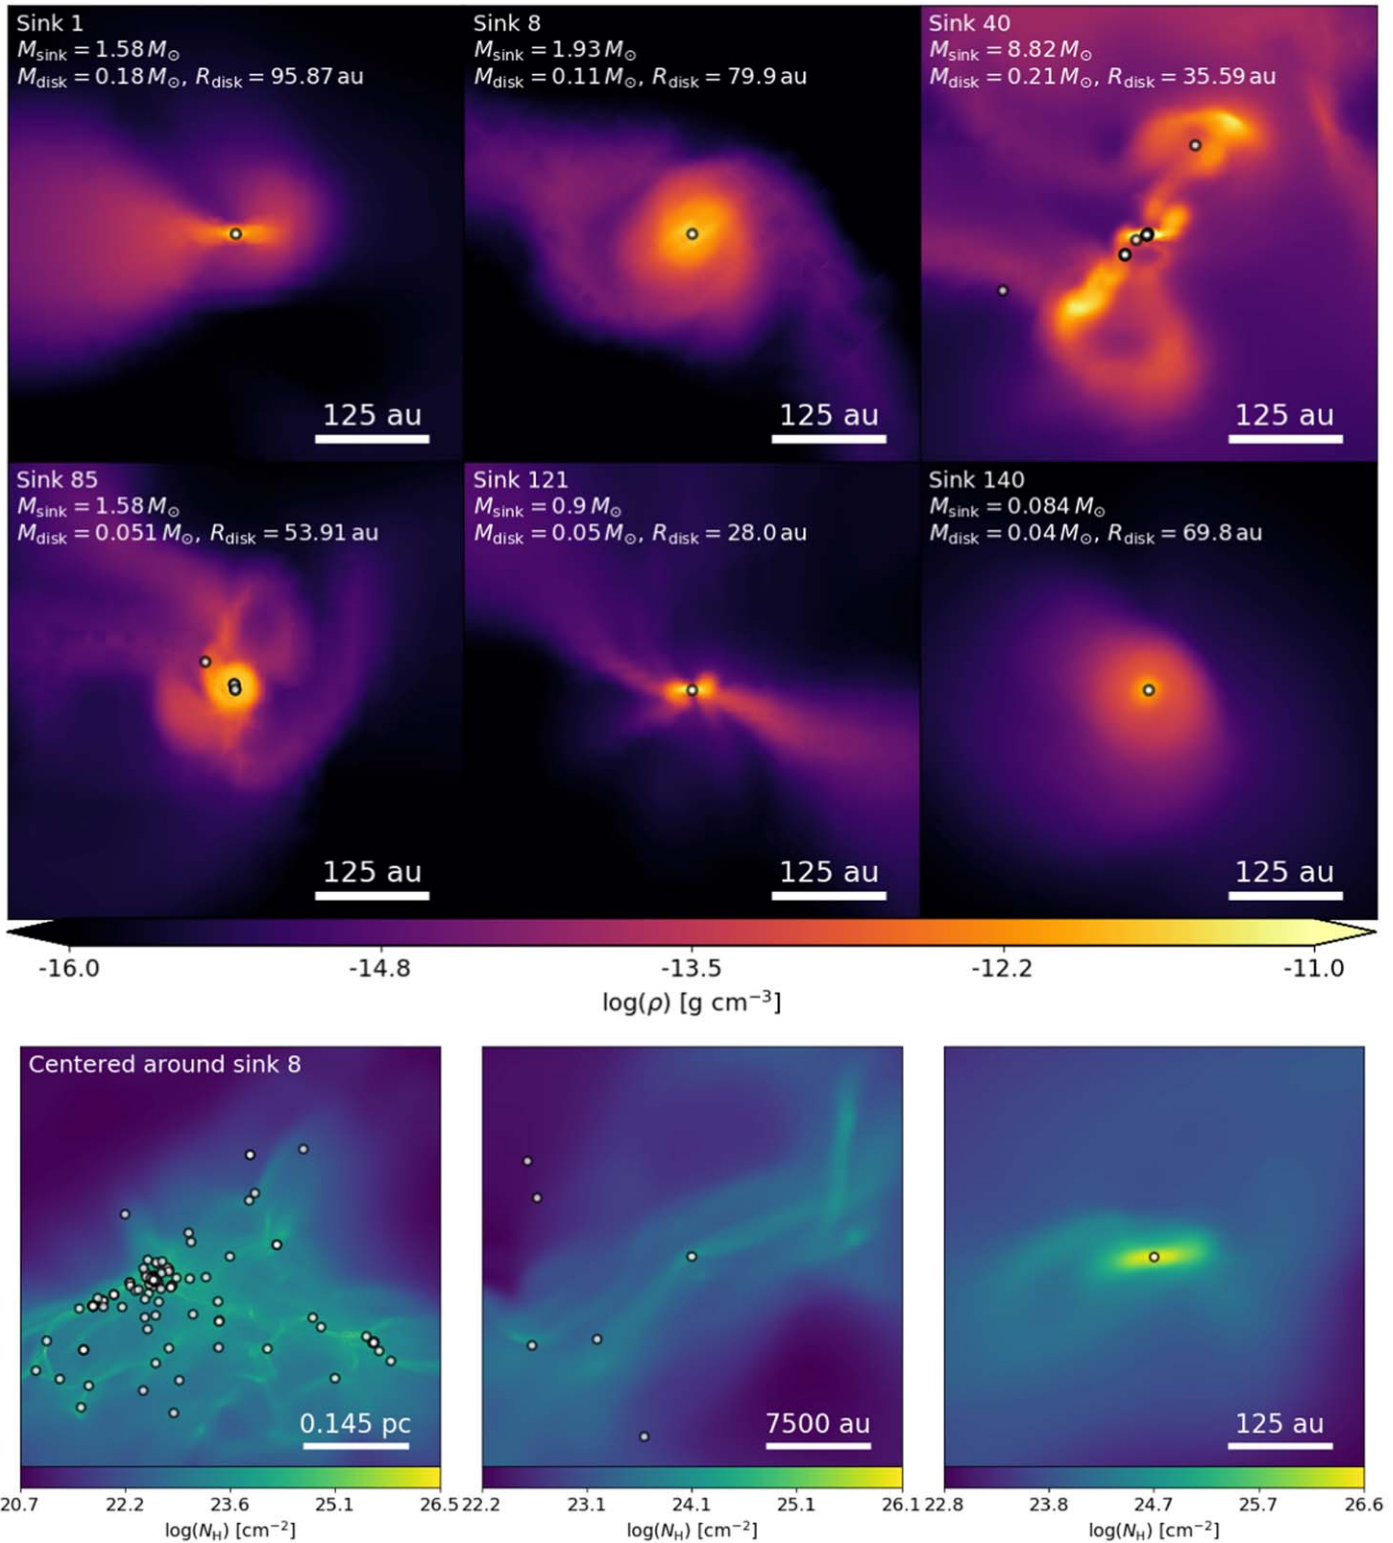 Sink 1
M_sink = 1.58 M_⊙
M_disk = 0.18 M_⊙, R_disk = 95.87 au
125 au
Sink 8
M_sink = 1.93 M_⊙
M_disk = 0.11 M_⊙, R_disk = 79.9 au
125 au
Sink 40
M_sink = 8.82 M_⊙
M_disk = 0.21 M_⊙, R_disk = 35.59 au
125 au
Sink 85
M_sink = 1.58 M_⊙
M_disk = 0.051 M_⊙, R_disk = 53.91 au
125 au
Sink 121
M_sink = 0.9 M_⊙
M_disk = 0.05 M_⊙, R_disk = 28.0 au
125 au
Sink 140
M_sink = 0.084 M_⊙
M_disk = 0.04 M_⊙, R_disk = 69.8 au
125 au
-16.0 -14.8 -13.5 -12.2 -11.0
log(ρ) [g cm⁻³]
Centered around sink 8
0.145 pc
20.7 22.2 23.6 25.1 26.5
log(N_H) [cm⁻²]
7500 au
22.2 23.1 24.1 25.1 26.1
log(N_H) [cm⁻²]
125 au
22.8 23.8 24.7 25.7 26.6
log(N_H) [cm⁻²]